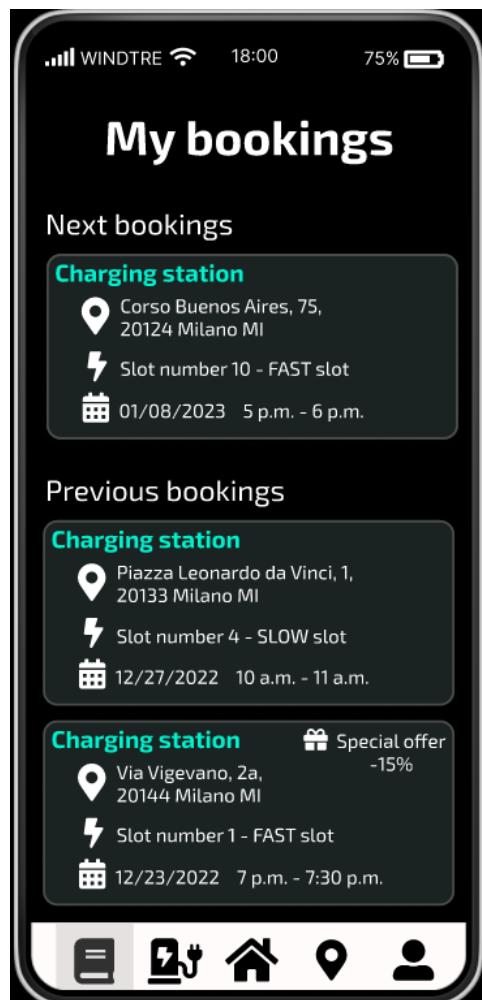 WINDTRE 18:00 75%
My bookings
Next bookings
Charging station
Corso Buenos Aires, 75,
20124 Milano MI
Slot number 10 - FAST slot
01/08/2023 5 p.m. - 6 p.m.
Previous bookings
Charging station
Piazza Leonardo da Vinci, 1,
20133 Milano MI
Slot number 4 - SLOW slot
12/27/2022 10 a.m. - 11 a.m.
Charging station
Special offer
-15%
Via Vigevano, 2a,
20144 Milano MI
Slot number 1 - FAST slot
12/23/2022 7 p.m. - 7:30 p.m.